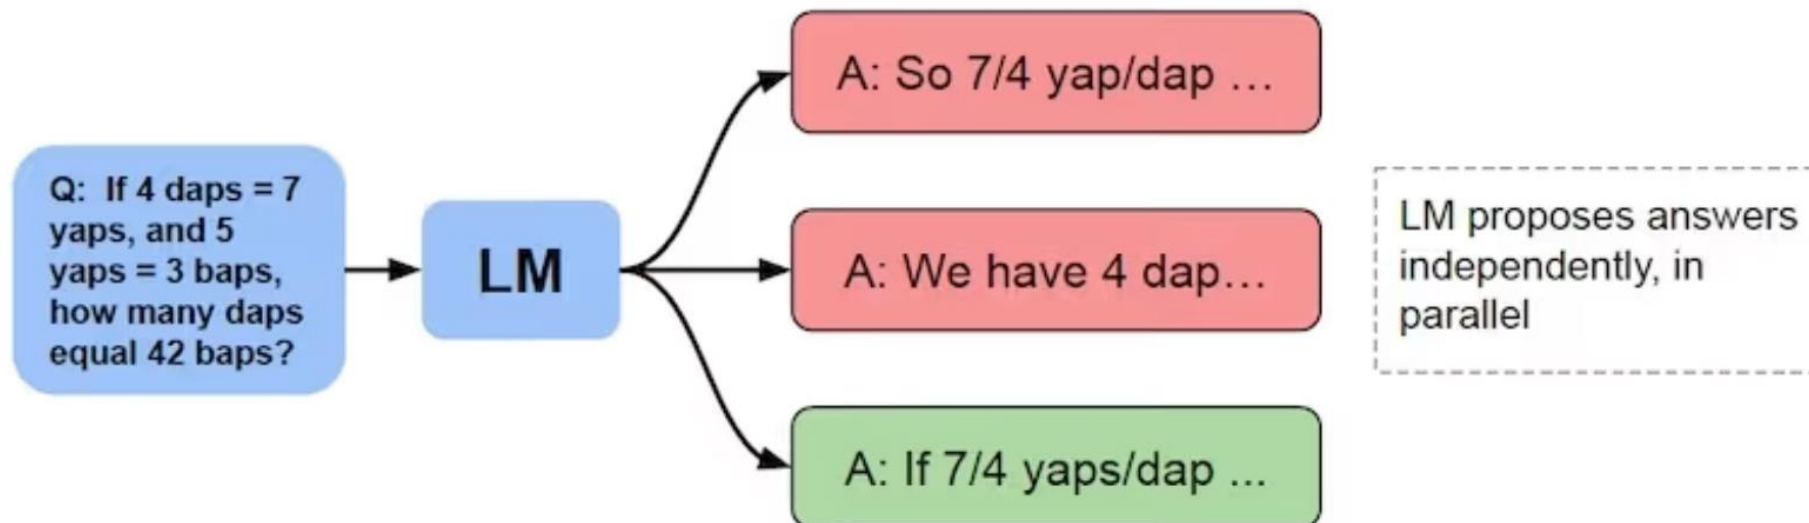 Q: If 4 daps = 7
yaps, and 5
yaps = 3 baps,
how many daps
equal 42 baps?
LM
A: So 7/4 yap/dap ...
A: We have 4 dap...
A: If 7/4 yaps/dap ...
LM proposes answers
independently, in
parallel